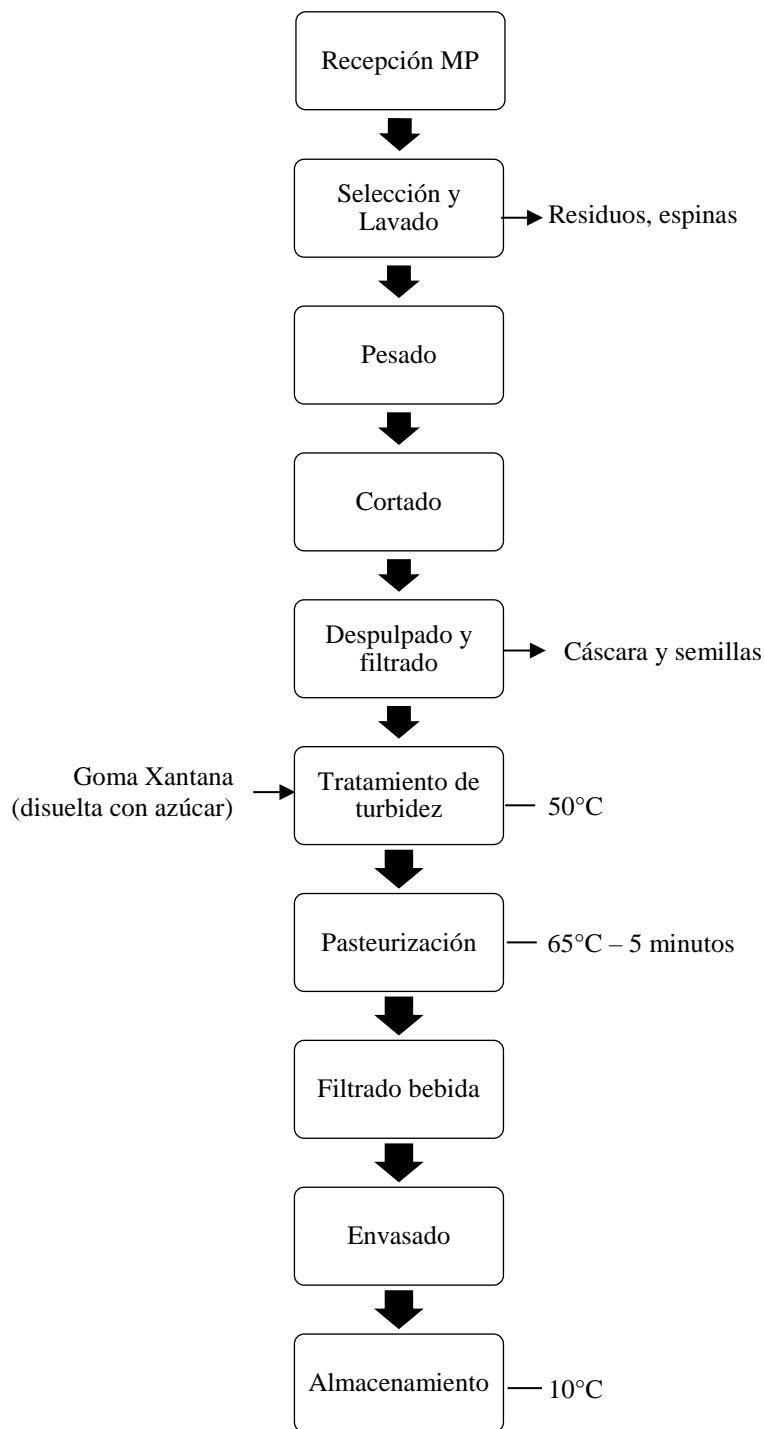 Recepción MP
Selección y
Lavado
Residuos, espinas
Pesado
Cortado
Despulpado y
filtrado
Cáscara y semillas
Goma Xantana
(disuelta con azúcar)
Tratamiento de
turbidez
50°C
Pasteurización
65°C – 5 minutos
Filtrado bebida
Envasado
Almacenamiento
10°C